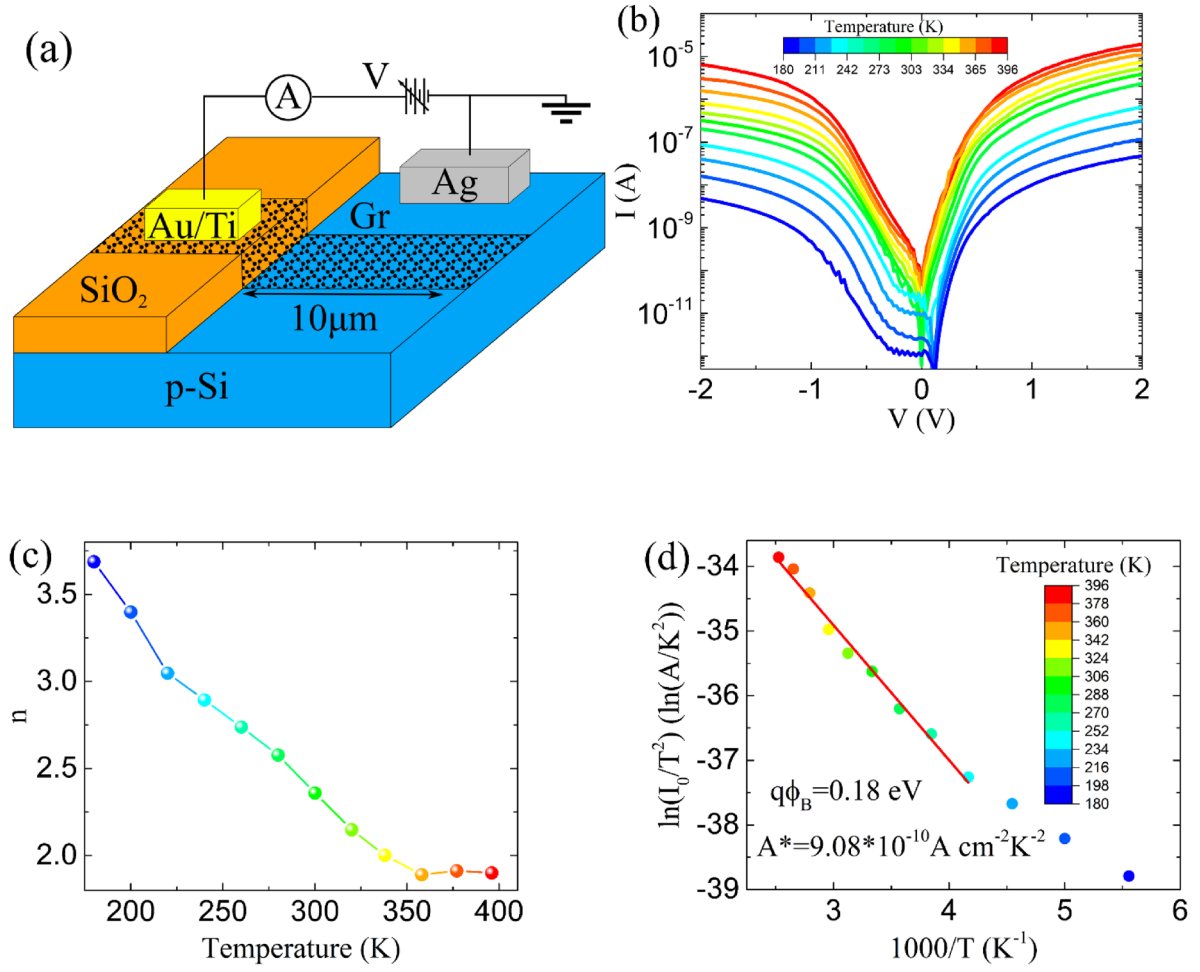 (a)
A
V
Au/Ti
Ag
Gr
SiO₂
10μm
p-Si
(b)
Temperature (K)
180 211 242 273 303 334 365 396
10⁻⁵
10⁻⁷
10⁻⁹
10⁻¹¹
I (A)
-2 -1 0 1 2
V (V)
(c)
3.5
3.0
2.5
2.0
n
200 250 300 350 400
Temperature (K)
(d)
-34
-35
-36
-37
-38
-39
ln(I₀/T²) (ln(A/K²))
Temperature (K)
396
378
360
342
324
306
288
270
252
234
216
198
180
qϕ_B=0.18 eV
A*=9.08*10⁻¹⁰A cm⁻²K⁻²
3 4 5 6
1000/T (K⁻¹)